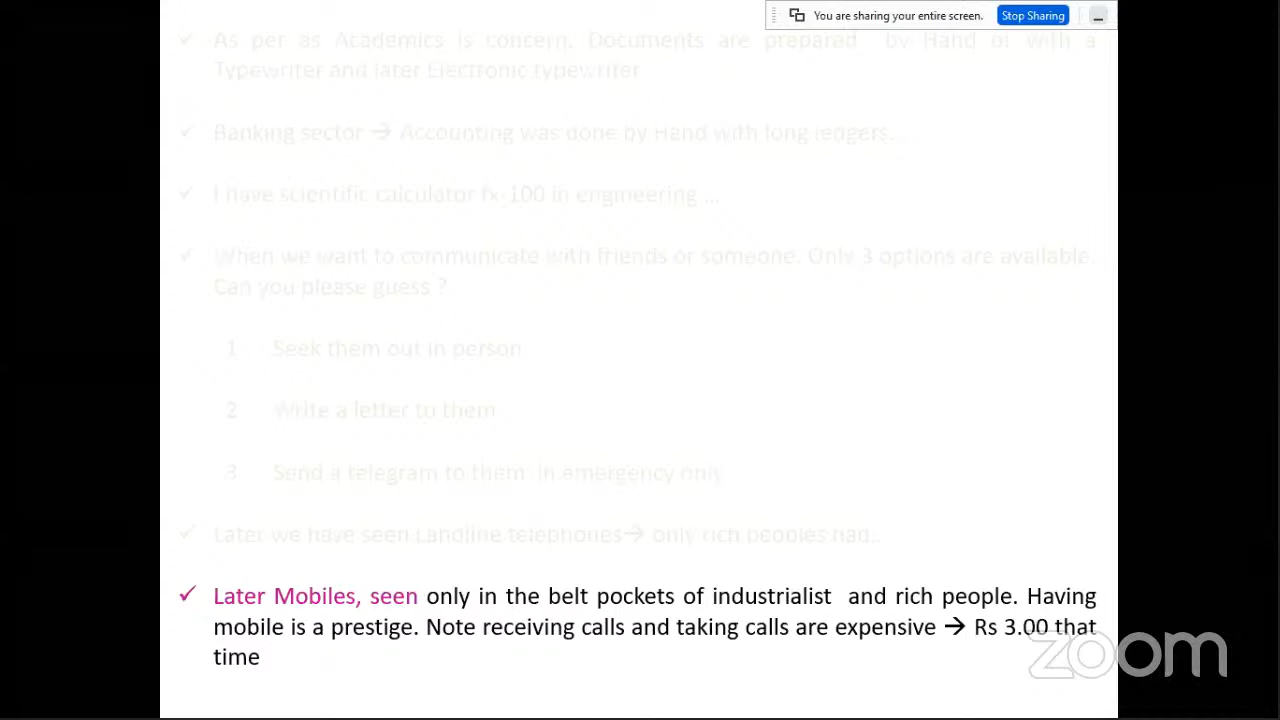 You are sharing your entire screen. Stop Sharing
✓ As per as Academics is concern. Documents are prepared by Hand or with a
Typewriter and later Electronic typewriter
✓ Banking sector → Accounting was done by Hand with long ledgers...
✓ I have scientific calculator fx-100 in engineering ...
✓ When we want to communicate with friends or someone. Only 3 options are available.
Can you please guess ?
1 Seek them out in person
2 Write a letter to them
3 Send a telegram to them in emergency only
✓ Later we have seen Landline telephones→ only rich peoples had..
✓ Later Mobiles, seen only in the belt pockets of industrialist and rich people. Having
mobile is a prestige. Note receiving calls and taking calls are expensive → Rs 3.00 that
time
zoom